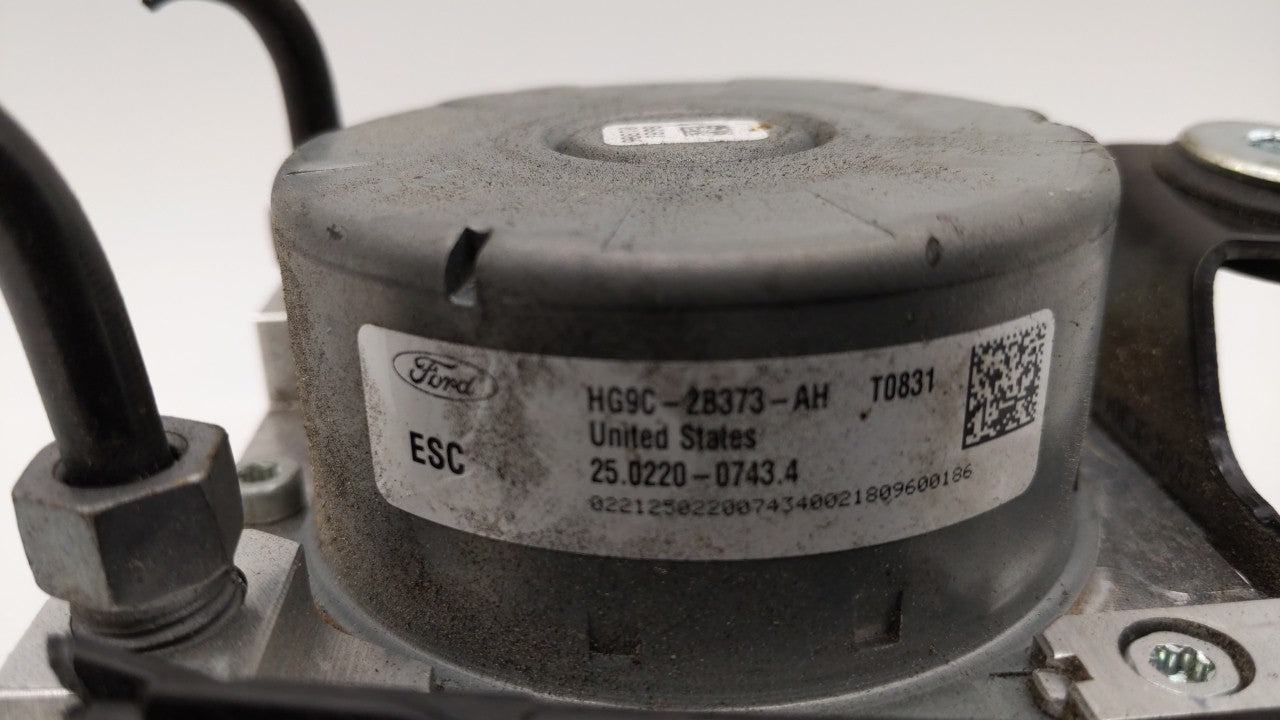 Ford
HG9C-2B373-AH T0831
United States
ESC
25.0220-0743.4
0221250220074340021809600186